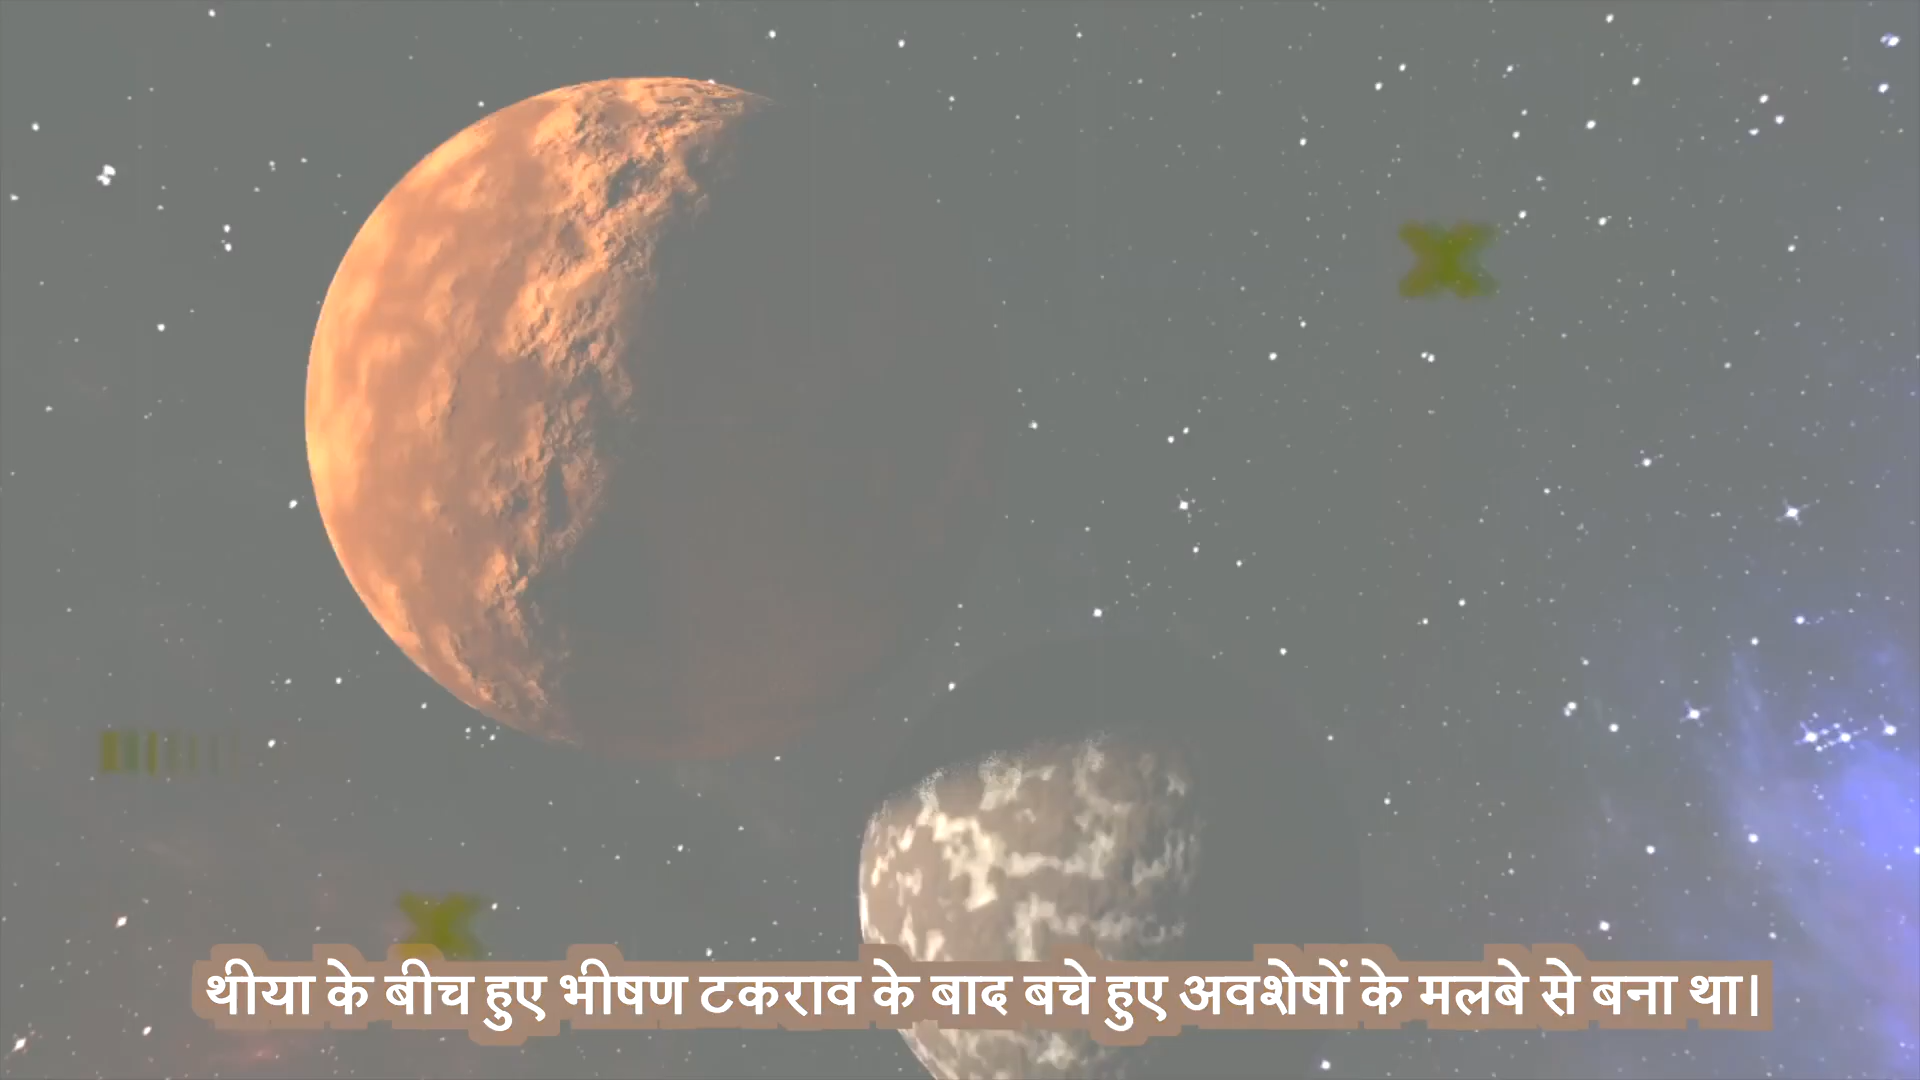 थीया के बीच हुए भीषण टकराव के बाद बचे हुए अवशेषों के मलबे से बना था।